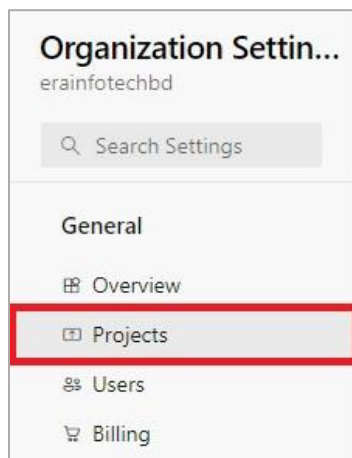 Organization Settin...
erainfotechbd
Search Settings
General
Overview
Projects
Users
Billing